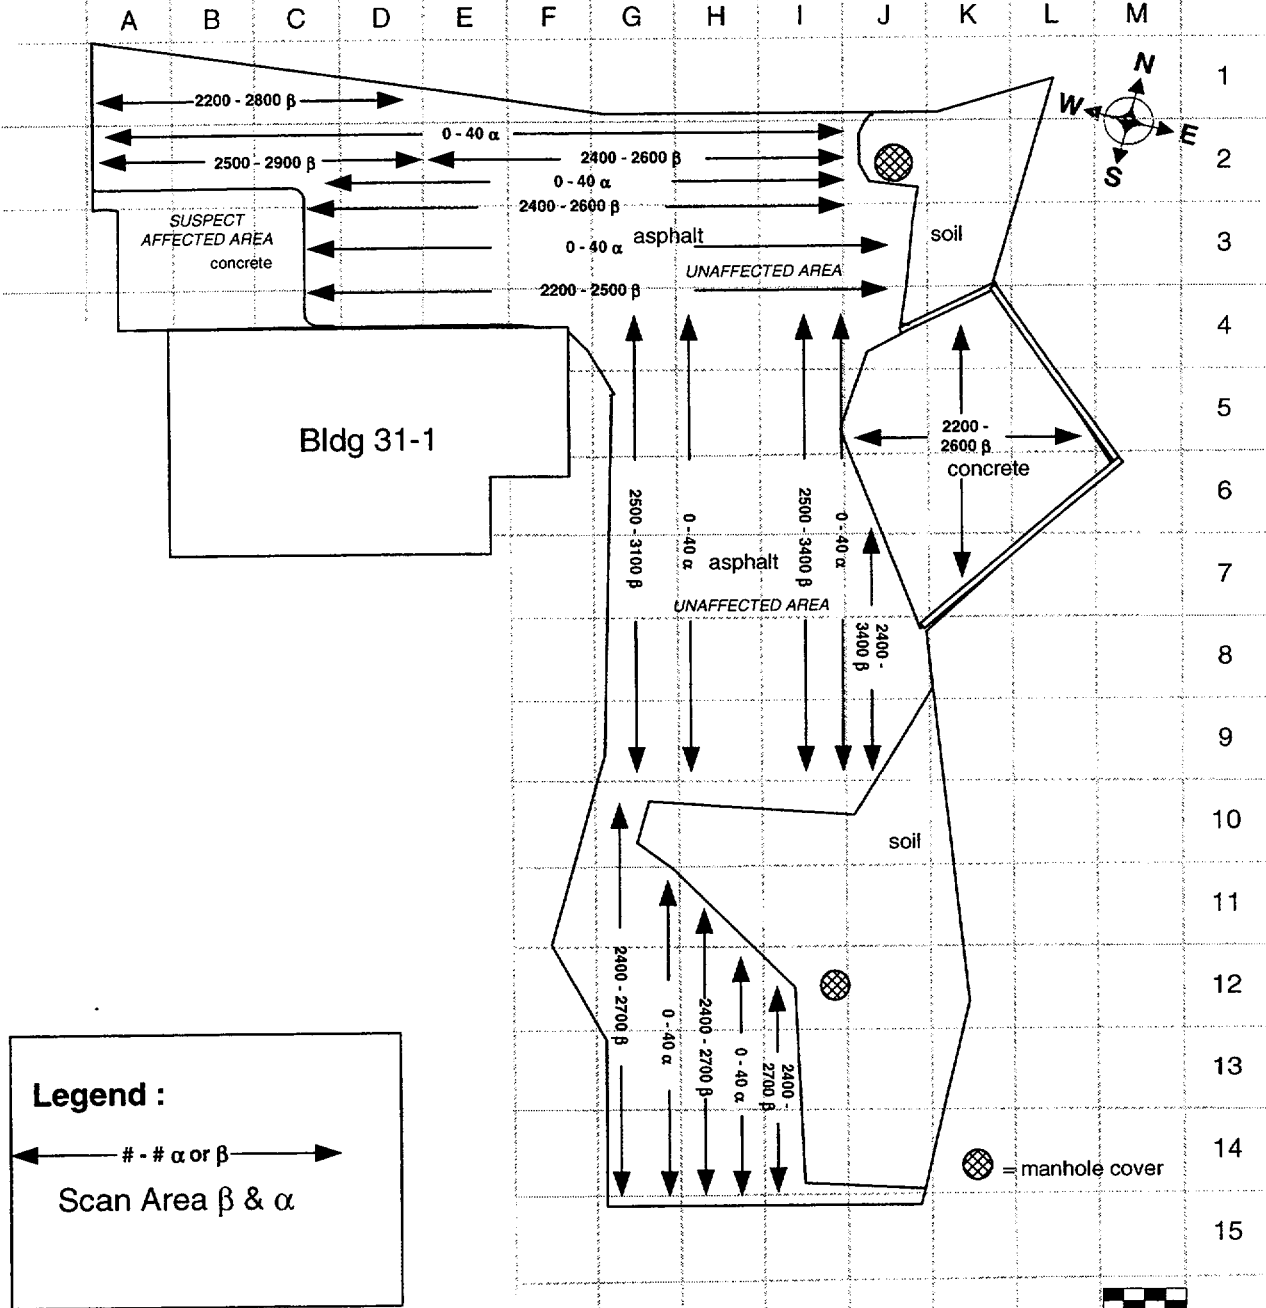 A B C D E F G H I J K L M
1
N
W
E
S
2200 - 2800 β
0 - 40 α
2
2500 - 2900 β
2400 - 2600 β
0 - 40 α
2400 - 2600 β
SUSPECT
AFFECTED AREA
concrete
asphalt
soil
3
0 - 40 α
UNAFFECTED AREA
2200 - 2500 β
4
Bldg 31-1
5
2200 -
2600 β
concrete
6
2500 - 3100 β
0 - 40 α
2500 - 3400 β
0 - 40 α
asphalt
7
UNAFFECTED AREA
2400 -
3400 β
8
9
10
soil
11
2400 - 2700 β
12
0 - 40 α
2400 - 2700 β
0 - 40 α
2400 -
2700 β
13
Legend :
# - # α or β
Scan Area β & α
14
= manhole cover
15